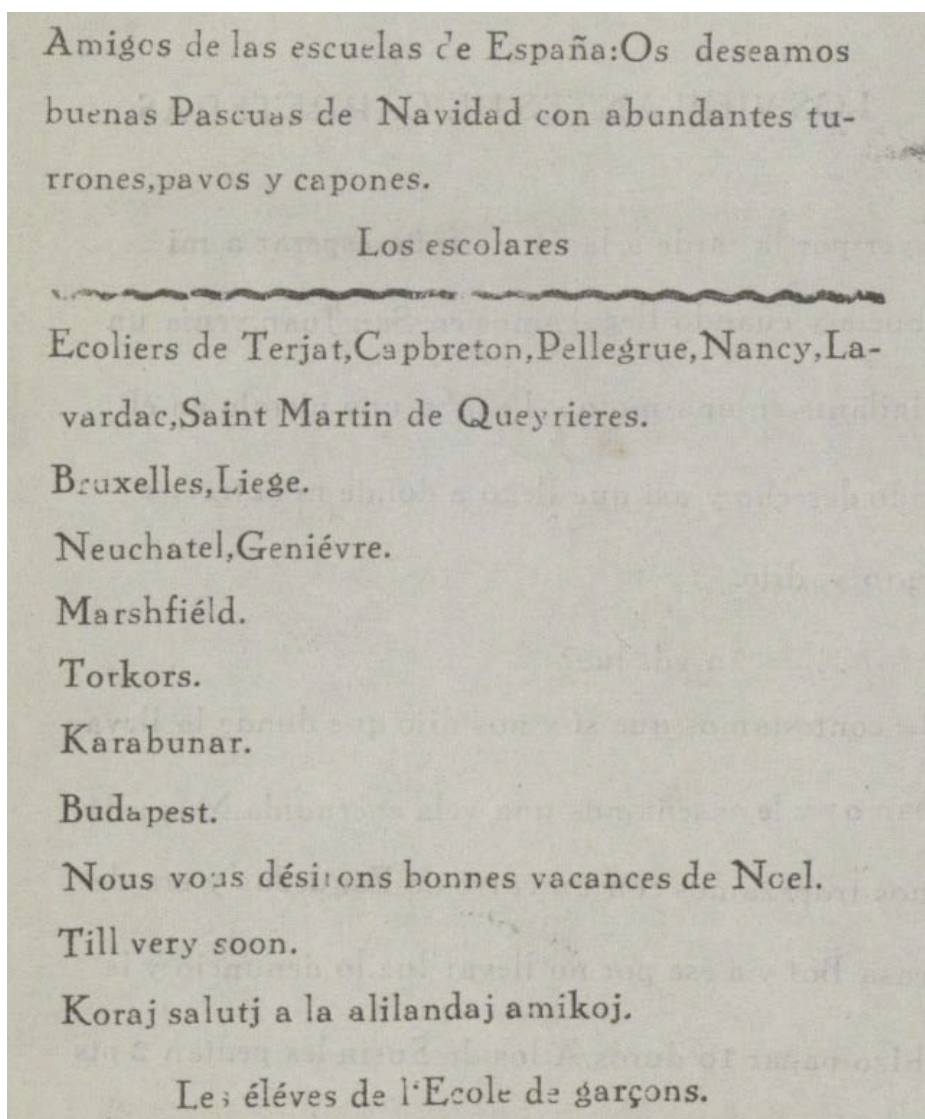 Amigos de las escuelas de España:Os deseamos
buenas Pascuas de Navidad con abundantes tu-
rrones,pavos y capones.
Los escolares
Ecoliers de Terjat,Capbreton,Pellegrue,Nancy,La-
vardac,Saint Martin de Queyrieres.
Bruxelles,Liege.
Neuchatel,Geniévre.
Marshfiéld.
Torkors.
Karabunar.
Budapest.
Nous vous désirons bonnes vacances de Noel.
Till very soon.
Koraj salutj a la alilandaj amikoj.
Les éléves de l'Ecole de garçons.